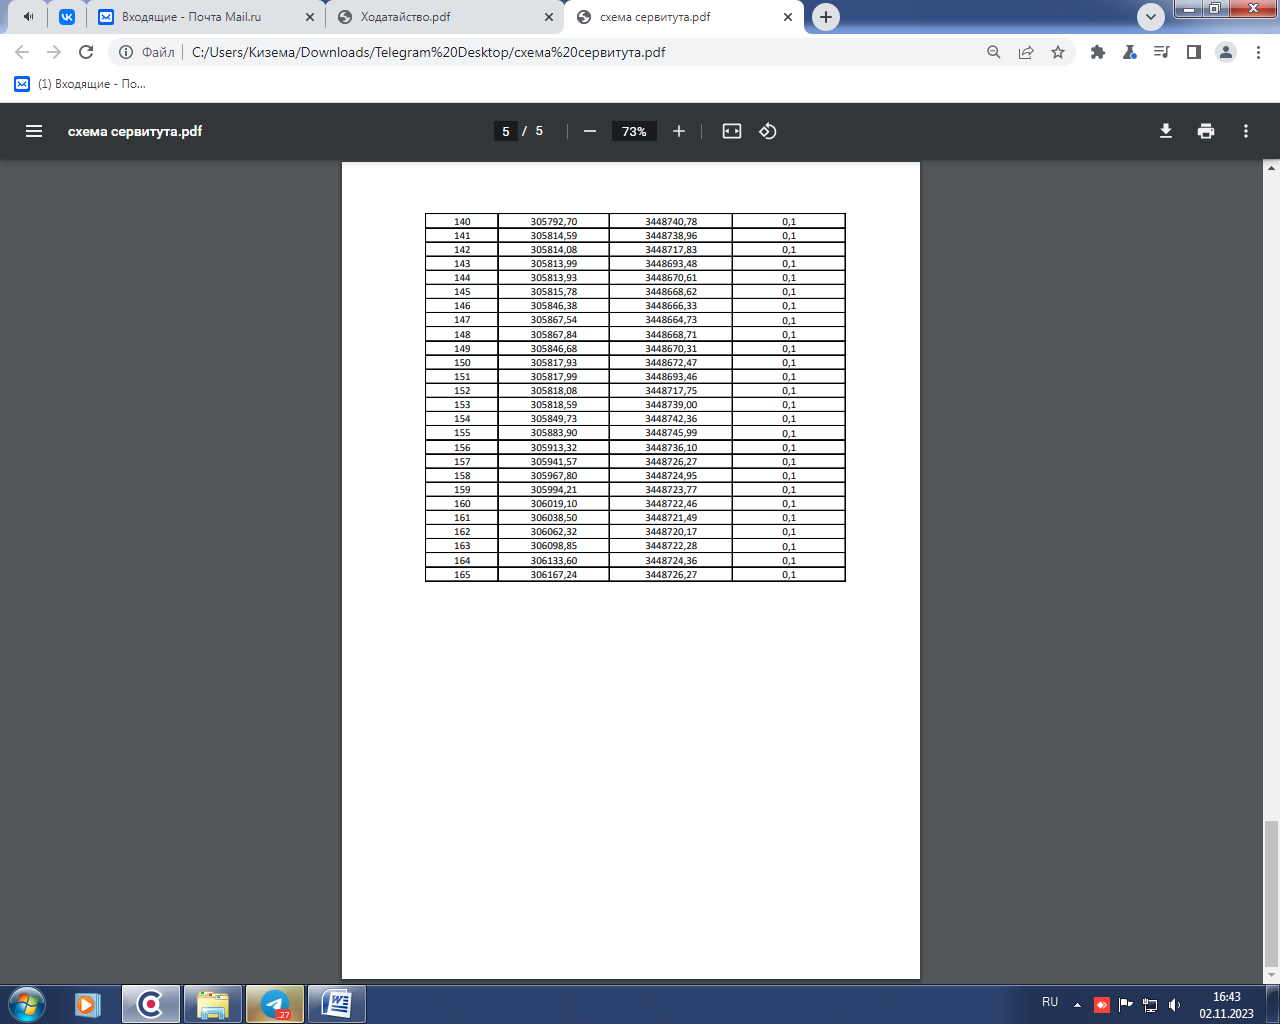 Входящие - Почта Mail.ru
Ходатайство.pdf
схема сервитута.pdf
Файл
C:/Users/Кизема/Downloads/Telegram%20Desktop/схема%20сервитута.pdf
(1) Входящие - По...
схема сервитута.pdf
5 / 5
73%
140 305792,70 3448740,78 0,1
141 305814,59 3448738,96 0,1
142 305814,08 3448717,83 0,1
143 305813,99 3448693,48 0,1
144 305813,93 3448670,61 0,1
145 305815,78 3448668,62 0,1
146 305846,38 3448666,33 0,1
147 305867,54 3448664,73 0,1
148 305867,84 3448668,71 0,1
149 305846,68 3448670,31 0,1
150 305817,93 3448672,47 0,1
151 305817,99 3448693,46 0,1
152 305818,08 3448717,75 0,1
153 305818,59 3448739,00 0,1
154 305849,73 3448742,36 0,1
155 305883,90 3448745,99 0,1
156 305913,32 3448736,10 0,1
157 305941,57 3448726,27 0,1
158 305967,80 3448724,95 0,1
159 305994,21 3448723,77 0,1
160 306019,10 3448722,46 0,1
161 306038,50 3448721,49 0,1
162 306062,32 3448720,17 0,1
163 306098,85 3448722,28 0,1
164 306133,60 3448724,36 0,1
165 306167,24 3448726,27 0,1
RU
16:43
02.11.2023